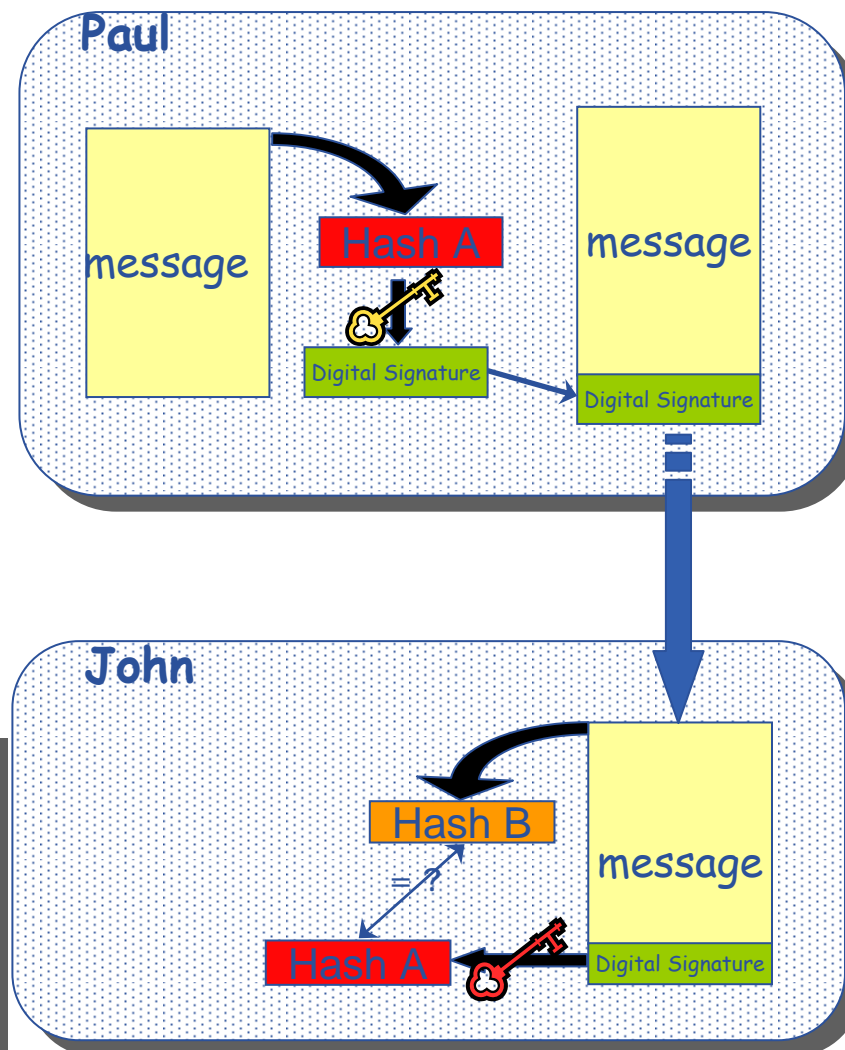 Paul
message
Hash A
message
Digital Signature
Digital Signature
John
Hash B
= ?
message
Hash A
Digital Signature